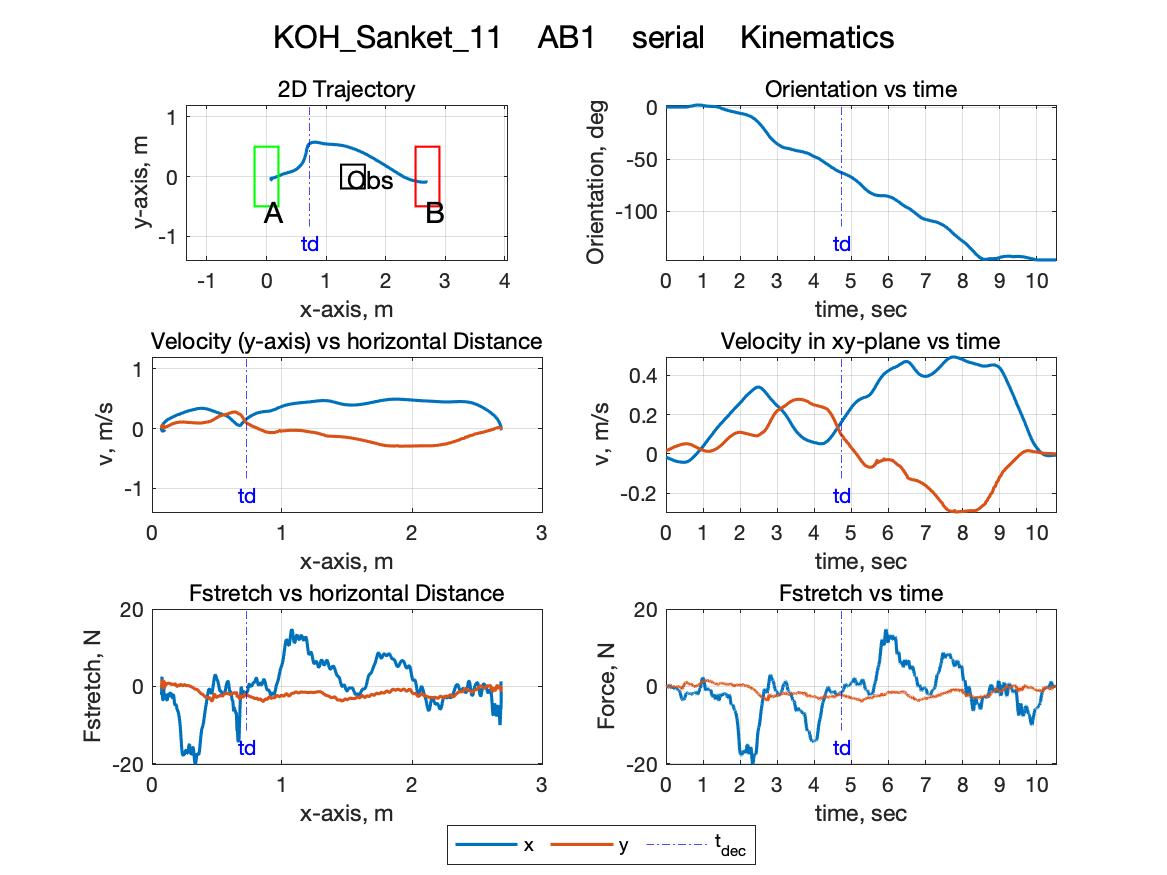 KOH_Sanket_11 AB1 serial Kinematics
2D Trajectory
y-axis, m
1
0
-1
A
Obs
B
td
-1 0 1 2 3 4
x-axis, m
Orientation vs time
Orientation, deg
0
-50
-100
td
0 1 2 3 4 5 6 7 8 9 10
time, sec
Velocity (y-axis) vs horizontal Distance
v, m/s
1
0
-1
td
0 1 2 3
x-axis, m
Velocity in xy-plane vs time
v, m/s
0.4
0.2
0
-0.2
td
0 1 2 3 4 5 6 7 8 9 10
time, sec
Fstretch vs horizontal Distance
Fstretch, N
20
0
-20
td
0 1 2 3
x-axis, m
Fstretch vs time
Force, N
20
0
-20
td
0 1 2 3 4 5 6 7 8 9 10
time, sec
x y t_dec